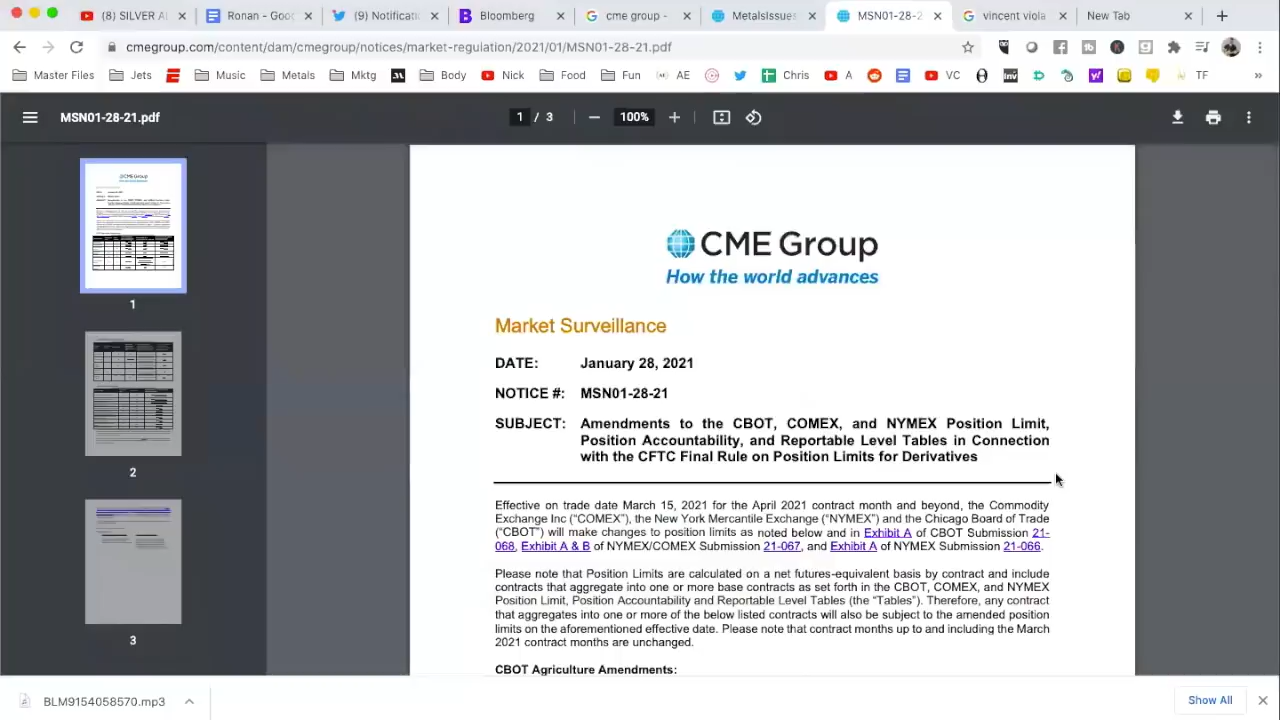 (8) SILVER AL
Ronan - Goo
(9) Notificati
Bloomberg
cme group -
MetalsIssues
MSN01-28-2
vincent viola
New Tab
cmegroup.com/content/dam/cmegroup/notices/market-regulation/2021/01/MSN01-28-21.pdf
Master Files
Jets
Music
Metals
Mktg
Body
Nick
Food
Fun
AE
Chris
A
VC
Inv
TF
MSN01-28-21.pdf
1 / 3
100%
CME Group
How the world advances
Market Surveillance
DATE: January 28, 2021
NOTICE #: MSN01-28-21
SUBJECT: Amendments to the CBOT, COMEX, and NYMEX Position Limit,
Position Accountability, and Reportable Level Tables in Connection
with the CFTC Final Rule on Position Limits for Derivatives
Effective on trade date March 15, 2021 for the April 2021 contract month and beyond, the Commodity
Exchange Inc (“COMEX”), the New York Mercantile Exchange (“NYMEX”) and the Chicago Board of Trade
(“CBOT”) will make changes to position limits as noted below and in Exhibit A of CBOT Submission 21-
068, Exhibit A & B of NYMEX/COMEX Submission 21-067, and Exhibit A of NYMEX Submission 21-066.
Please note that Position Limits are calculated on a net futures-equivalent basis by contract and include
contracts that aggregate into one or more base contracts as set forth in the CBOT, COMEX, and NYMEX
Position Limit, Position Accountability and Reportable Level Tables (the “Tables”). Therefore, any contract
that aggregates into one or more of the below listed contracts will also be subject to the amended position
limits on the aforementioned effective date. Please note that contract months up to and including the March
2021 contract months are unchanged.
CBOT Agriculture Amendments:
1
2
3
BLM9154058570.mp3
Show All